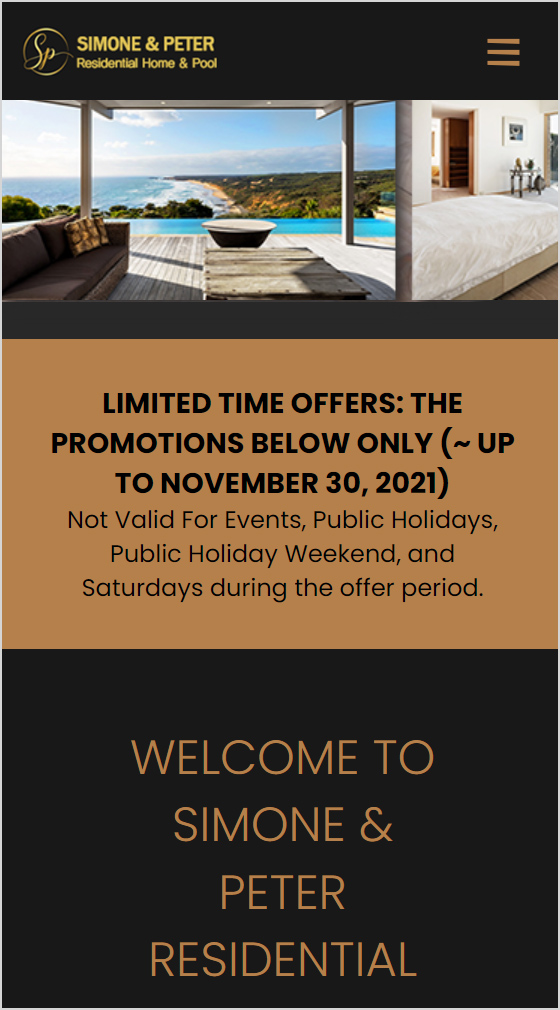 Sp
SIMONE & PETER
Residential Home & Pool
LIMITED TIME OFFERS: THE
PROMOTIONS BELOW ONLY (~ UP
TO NOVEMBER 30, 2021)
Not Valid For Events, Public Holidays,
Public Holiday Weekend, and
Saturdays during the offer period.
WELCOME TO
SIMONE &
PETER
RESIDENTIAL